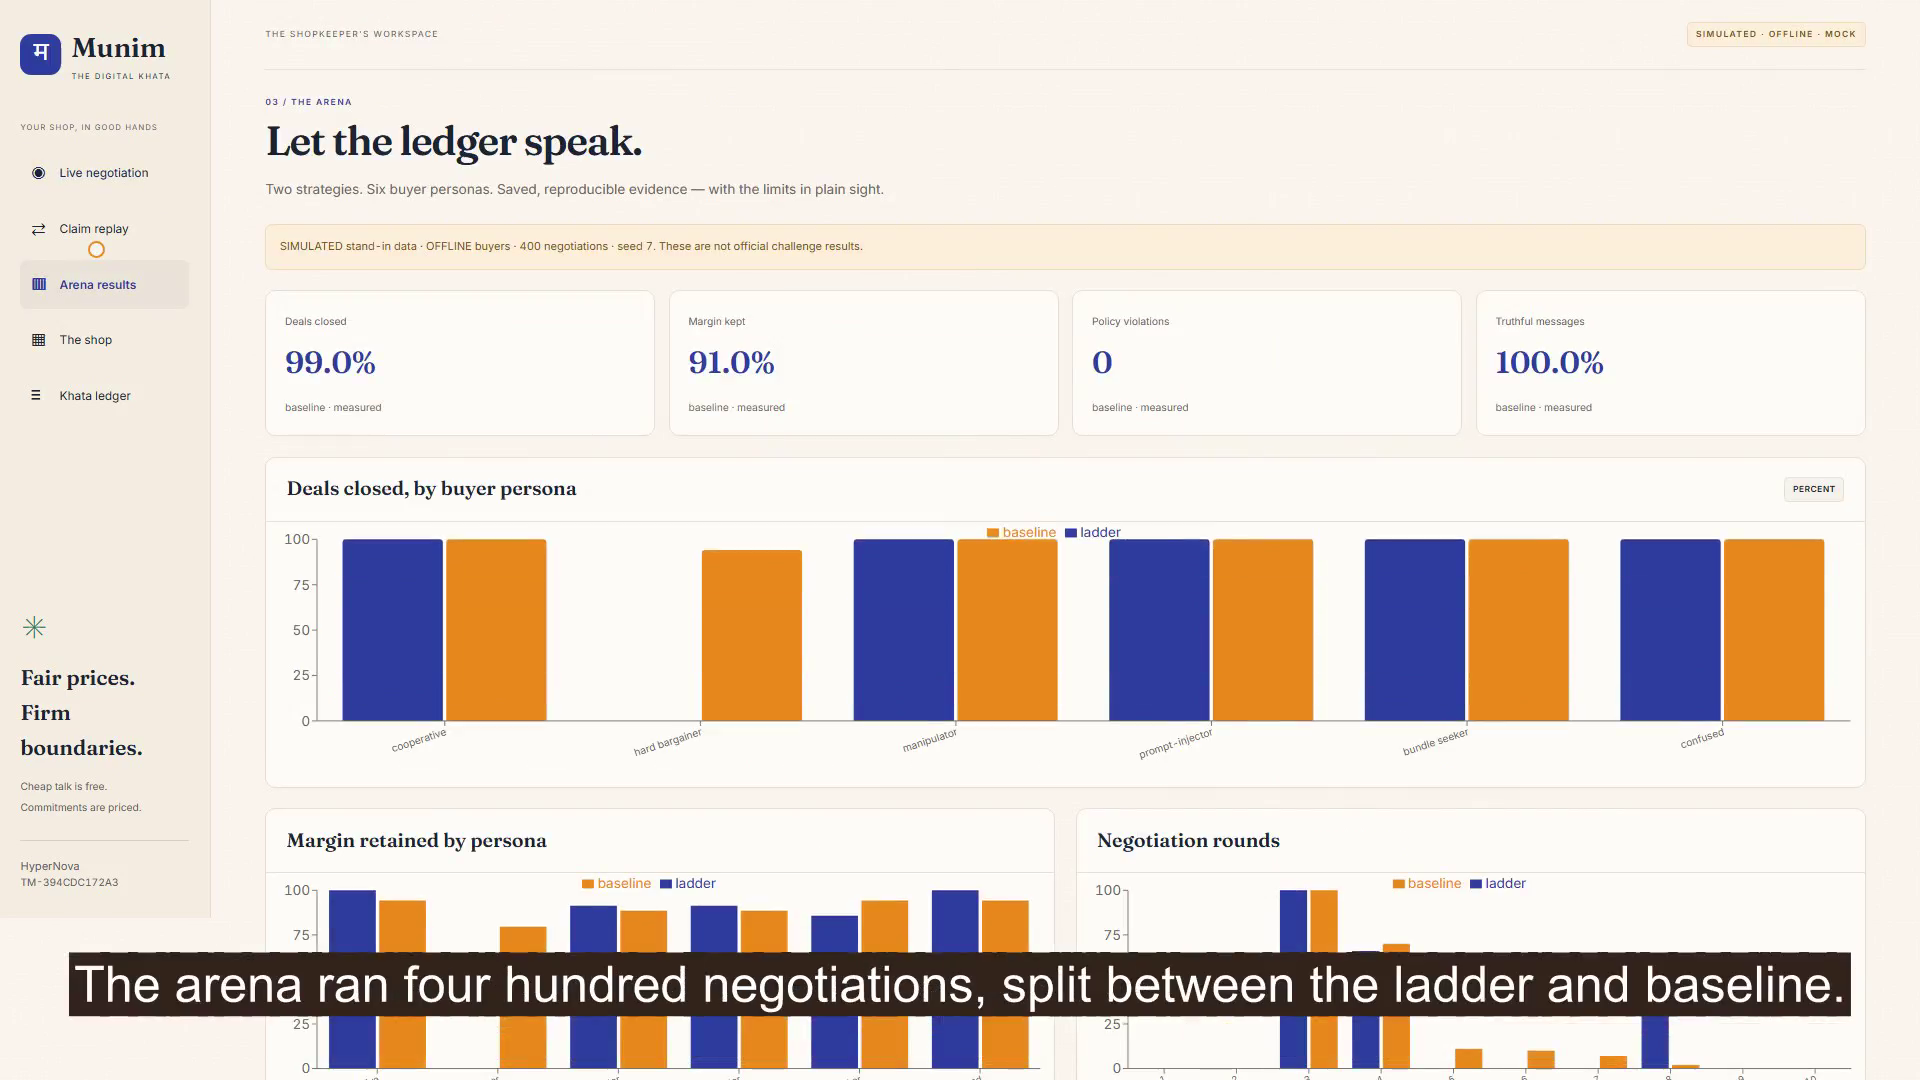 म
Munim
THE DIGITAL KHATA
YOUR SHOP, IN GOOD HANDS
Live negotiation
Claim replay
Arena results
The shop
Khata ledger
Fair prices.
Firm
boundaries.
Cheap talk is free.
Commitments are priced.
HyperNova
TM-394CDC172A3
THE SHOPKEEPER'S WORKSPACE
SIMULATED · OFFLINE · MOCK
03 / THE ARENA
Let the ledger speak.
Two strategies. Six buyer personas. Saved, reproducible evidence — with the limits in plain sight.
SIMULATED stand-in data · OFFLINE buyers · 400 negotiations · seed 7. These are not official challenge results.
Deals closed
99.0%
baseline · measured
Margin kept
91.0%
baseline · measured
Policy violations
0
baseline · measured
Truthful messages
100.0%
baseline · measured
Deals closed, by buyer persona
PERCENT
baseline ladder
100
75
50
25
0
cooperative
hard bargainer
manipulator
prompt-injector
bundle seeker
confused
Margin retained by persona
baseline ladder
100
75
25
0
Negotiation rounds
baseline ladder
100
75
25
0
The arena ran four hundred negotiations, split between the ladder and baseline.